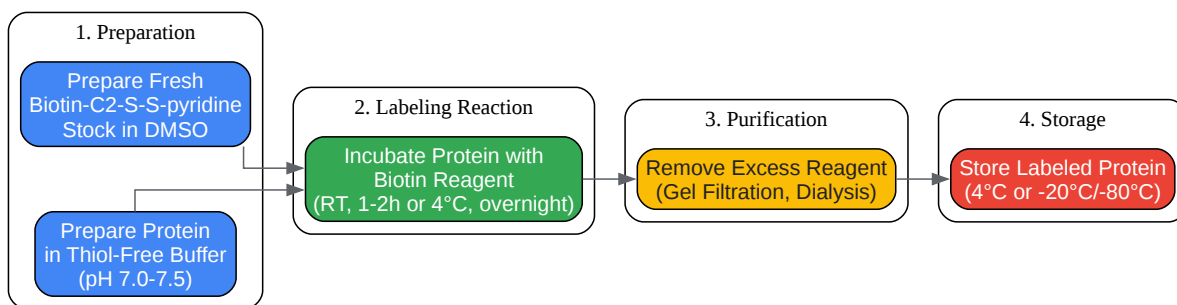 1. Preparation
Prepare Fresh
Biotin-C2-S-S-pyridine
Stock in DMSO
Prepare Protein
in Thiol-Free Buffer
(pH 7.0-7.5)
2. Labeling Reaction
Incubate Protein with
Biotin Reagent
(RT, 1-2h or 4°C, overnight)
3. Purification
Remove Excess Reagent
(Gel Filtration, Dialysis)
4. Storage
Store Labeled Protein
(4°C or -20°C/-80°C)